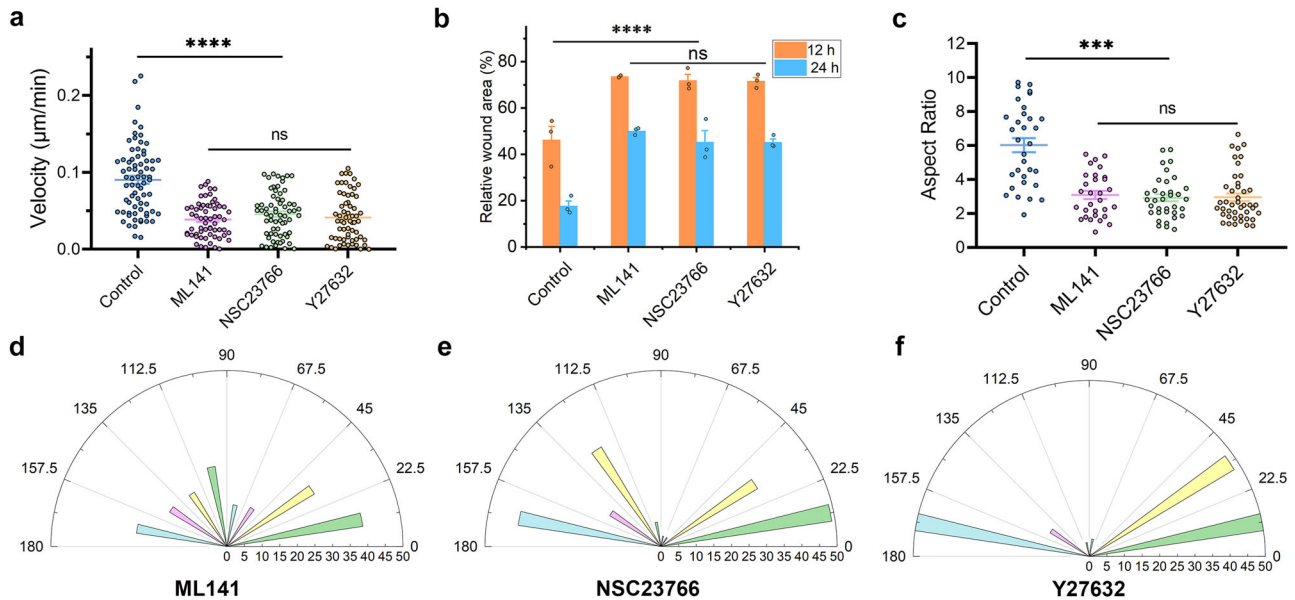 a
****
ns
Velocity (μm/min)
0.2
0.1
0.0
Control
ML141
NSC23766
Y27632
b
****
ns
12 h
24 h
Relative wound area (%)
80
60
40
20
0
Control
ML141
NSC23766
Y27632
c
***
ns
Aspect Ratio
12
10
8
6
4
2
0
Control
ML141
NSC23766
Y27632
d
90
112.5
67.5
135
45
157.5
22.5
180
0
0 5 10 15 20 25 30 35 40 45 50
ML141
e
90
112.5
67.5
135
45
157.5
22.5
180
0
0 5 10 15 20 25 30 35 40 45 50
NSC23766
f
90
112.5
67.5
135
45
157.5
22.5
180
0
0 5 10 15 20 25 30 35 40 45 50
Y27632